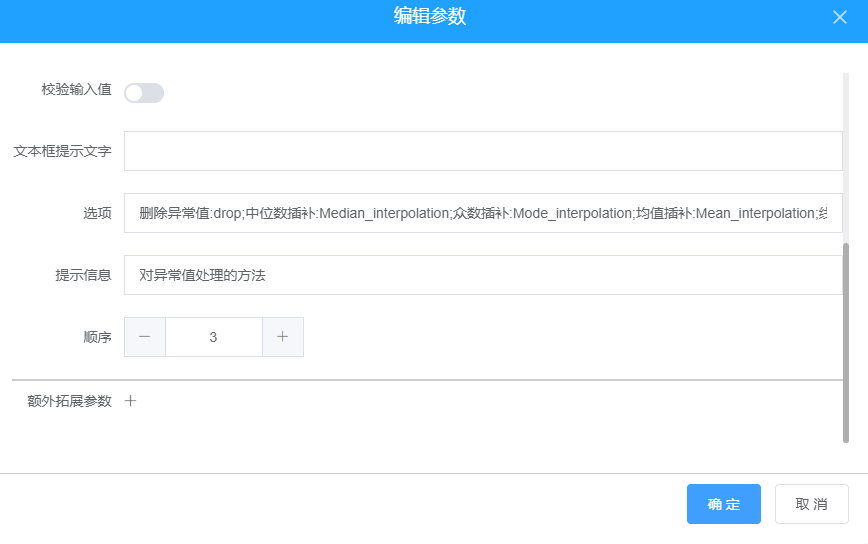 编辑参数
校验输入值
文本框提示文字
选项 删除异常值:drop;中位数插补:Median_interpolation;众数插补:Mode_interpolation;均值插补:Mean_interpolation;
提示信息 对异常值处理的方法
顺序 3
额外拓展参数
确 定 取 消